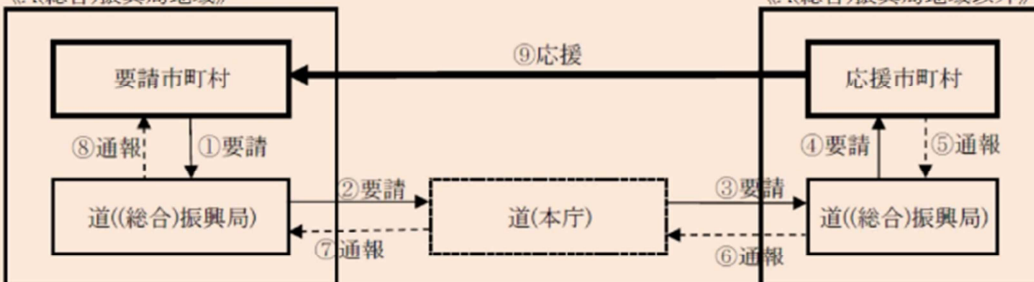 ⑨応援
要請市町村
応援市町村
⑧通報
①要請
④要請
⑤通報
②要請
③要請
道((総合)振興局)
道(本庁)
道((総合)振興局)
⑦通報
⑥通報